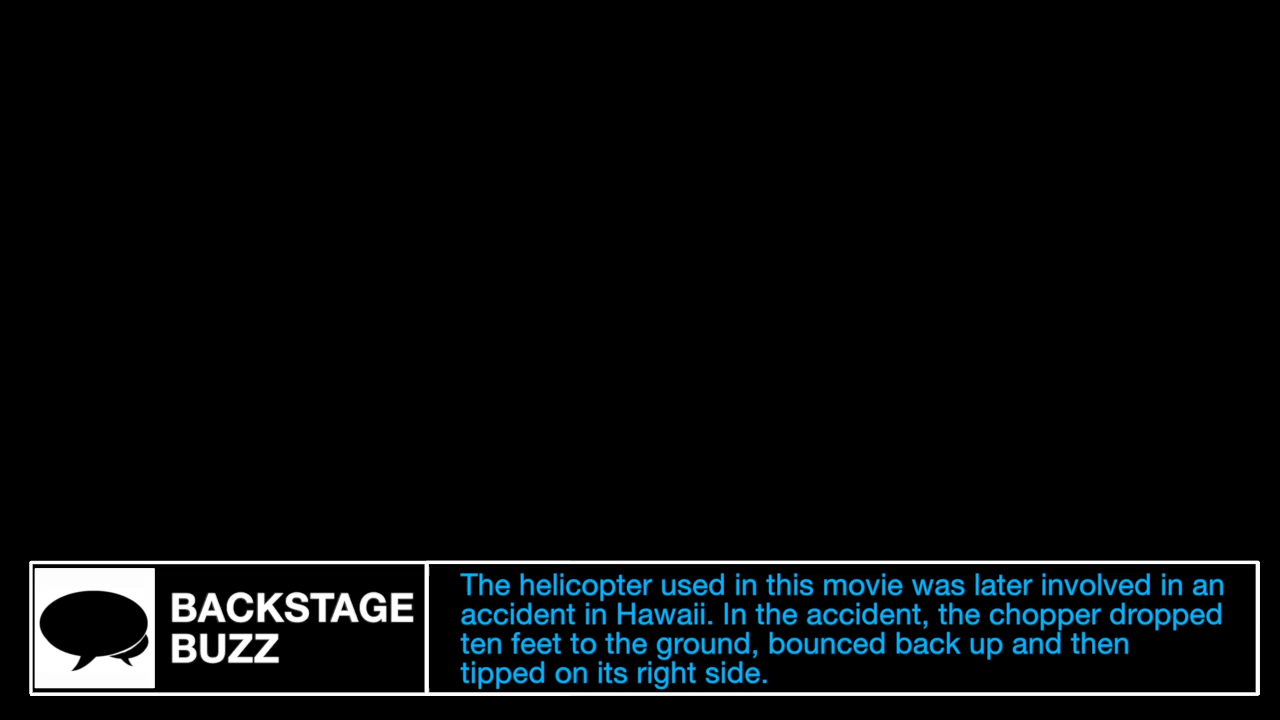 BACKSTAGE
BUZZ
The helicopter used in this movie was later involved in an
accident in Hawaii. In the accident, the chopper dropped
ten feet to the ground, bounced back up and then
tipped on its right side.